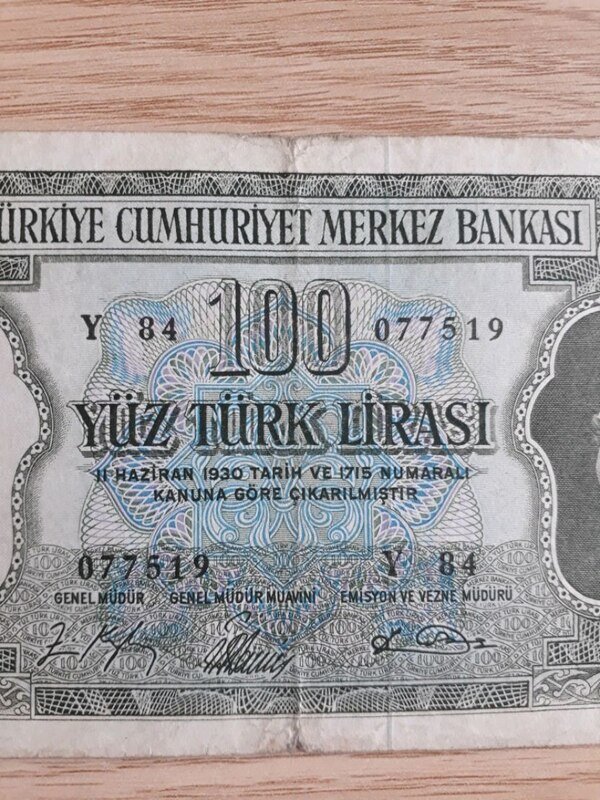 TÜRKİYE CUMHURİYET MERKEZ BANKASI
Y 84 100 077519
YÜZ TÜRK LİRASI
11 HAZİRAN 1930 TARİH VE 1715 NUMARALI
KANUNA GÖRE ÇIKARILMIŞTIR
077519 Y 84
GENEL MÜDÜR GENEL MÜDÜR MUAVİNİ EMİSYON VE VEZNE MÜDÜRÜ